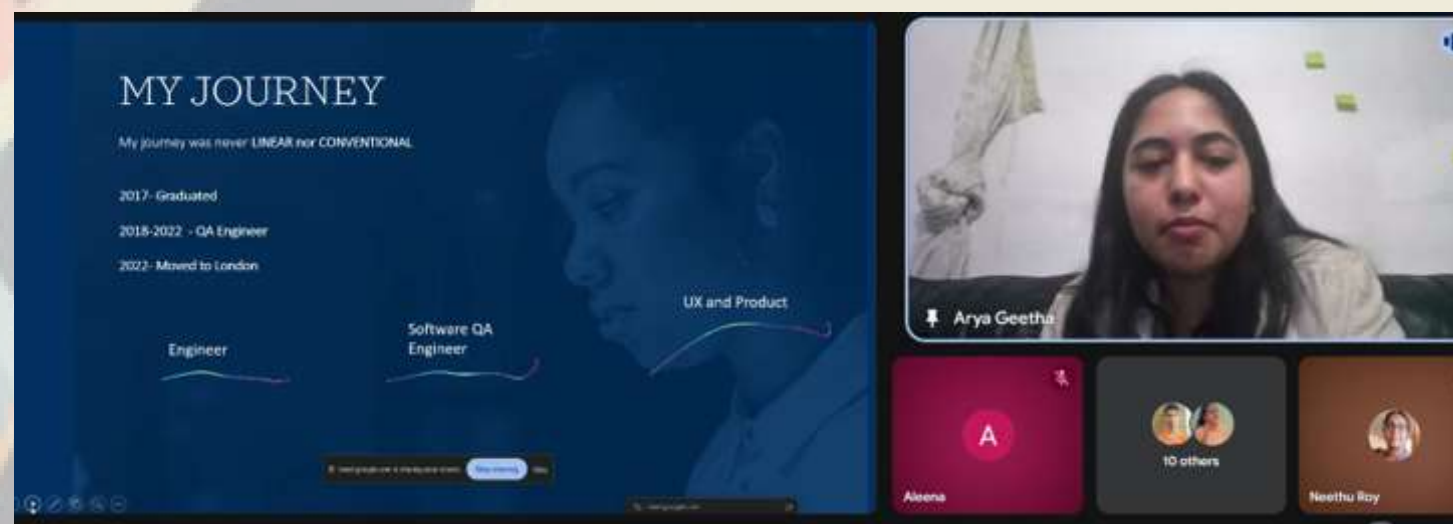 MY JOURNEY
My journey was never LINEAR nor CONVENTIONAL
2017- Graduated
2018-2022 - QA Engineer
2022- Moved to London
Engineer
Software QA
Engineer
UX and Product
Stop sharing
Hide
Arya Geetha
A
Aleena
10 others
Neethu Roy